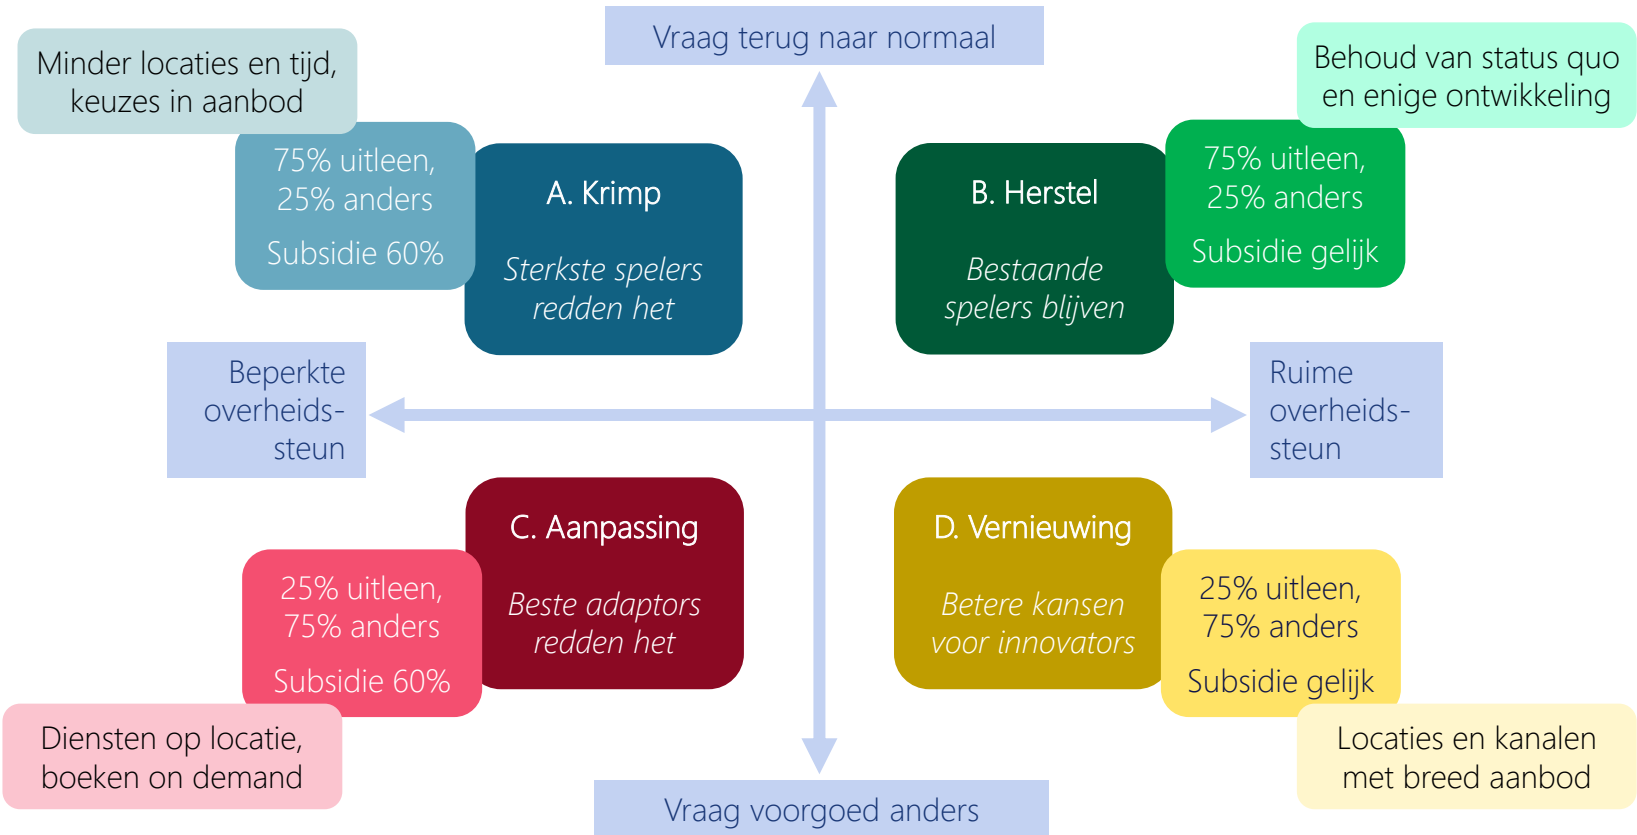 Vraag terug naar normaal
Minder locaties en tijd,
keuzes in aanbod
75% uitleen,
25% anders
Subsidie 60%
A. Krimp
Sterkste spelers
redden het
B. Herstel
Bestaande
spelers blijven
75% uitleen,
25% anders
Subsidie gelijk
Behoud van status quo
en enige ontwikkeling
Beperkte
overheids-
steun
Ruime
overheids-
steun
C. Aanpassing
Beste adaptors
redden het
25% uitleen,
75% anders
Subsidie 60%
Diensten op locatie,
boeken on demand
D. Vernieuwing
Betere kansen
voor innovators
25% uitleen,
75% anders
Subsidie gelijk
Locaties en kanalen
met breed aanbod
Vraag voorgoed anders